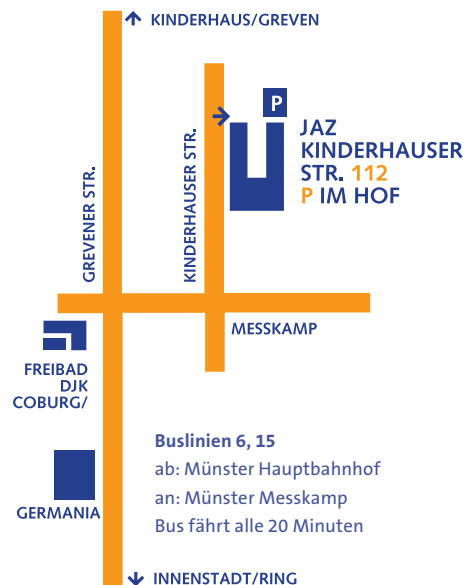 KINDERHAUS/GREVEN
P
JAZ
KINDERHAUSER
STR. 112
P IM HOF
GREVENER STR.
KINDERHAUSER STR.
MESSKAMP
FREIBAD
DJK
COBURG/
GERMANIA
Buslinien 6, 15
ab: Münster Hauptbahnhof
an: Münster Messkamp
Bus fährt alle 20 Minuten
INNENSTADT/RING